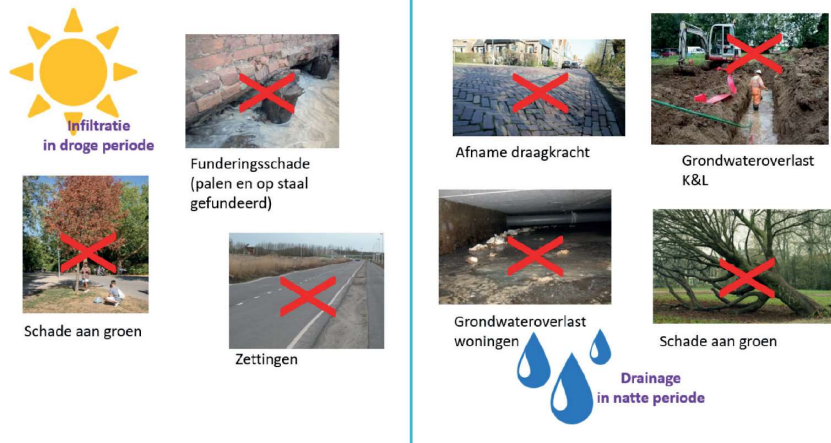 Infiltratie
in droge periode
Funderingsschade
(palen en op staal
gefundeerd)
Schade aan groen
Zettingen
Afname draagkracht
Grondwateroverlast
K&L
Grondwateroverlast
woningen
Schade aan groen
Drainage
in natte periode